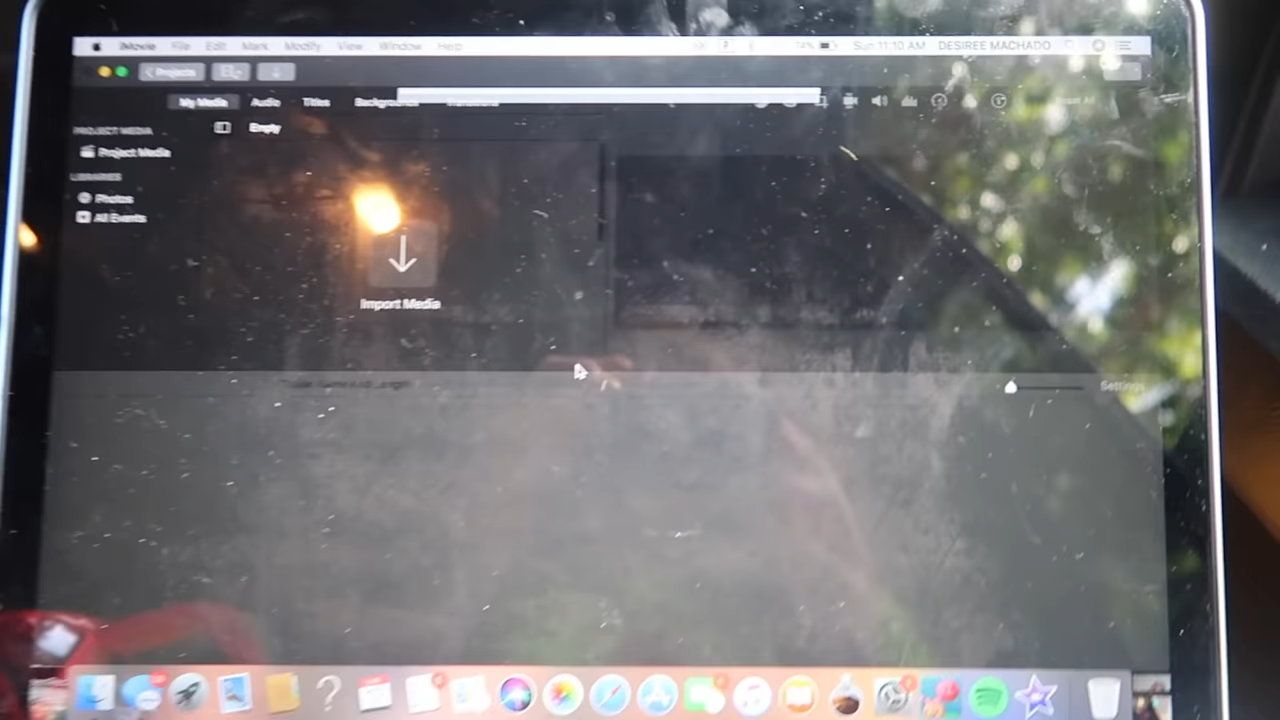 iMovie File Edit Mark Modify View Window Help 74% Sun 11:10 AM DESIREE MACHADO
Projects
My Media Audio Titles
PROJECT MEDIA Empty
Project Media
LIBRARIES
Photos
All Events
Import Media
Settings